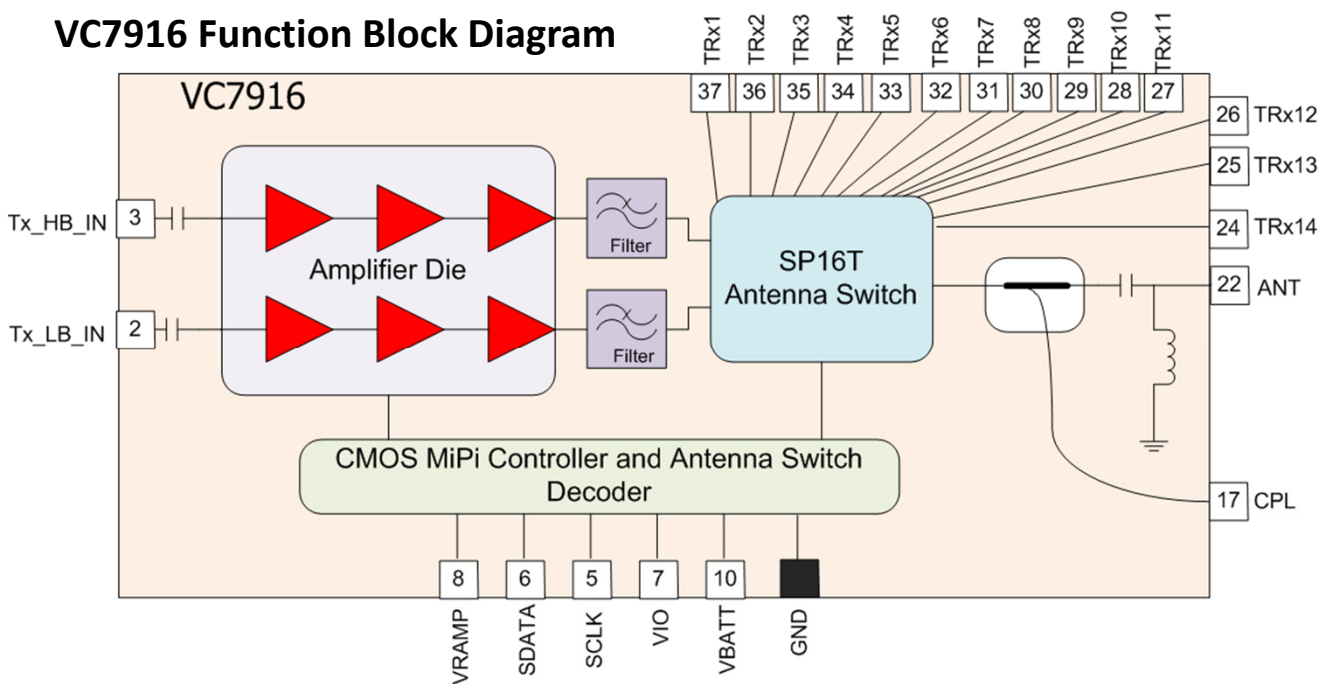 VC7916 Function Block Diagram
TRx1
TRx2
TRx3
TRx4
TRx5
TRx6
TRx7
TRx8
TRx9
TRx10
TRx11
VC7916
37
36
35
34
33
32
31
30
29
28
27
26 TRx12
25 TRx13
24 TRx14
22 ANT
17 CPL
Tx_HB_IN 3
Tx_LB_IN 2
Amplifier Die
Filter
Filter
SP16T
Antenna Switch
CMOS MiPi Controller and Antenna Switch
Decoder
8
6
5
7
10
VRAMP
SDATA
SCLK
VIO
VBATT
GND